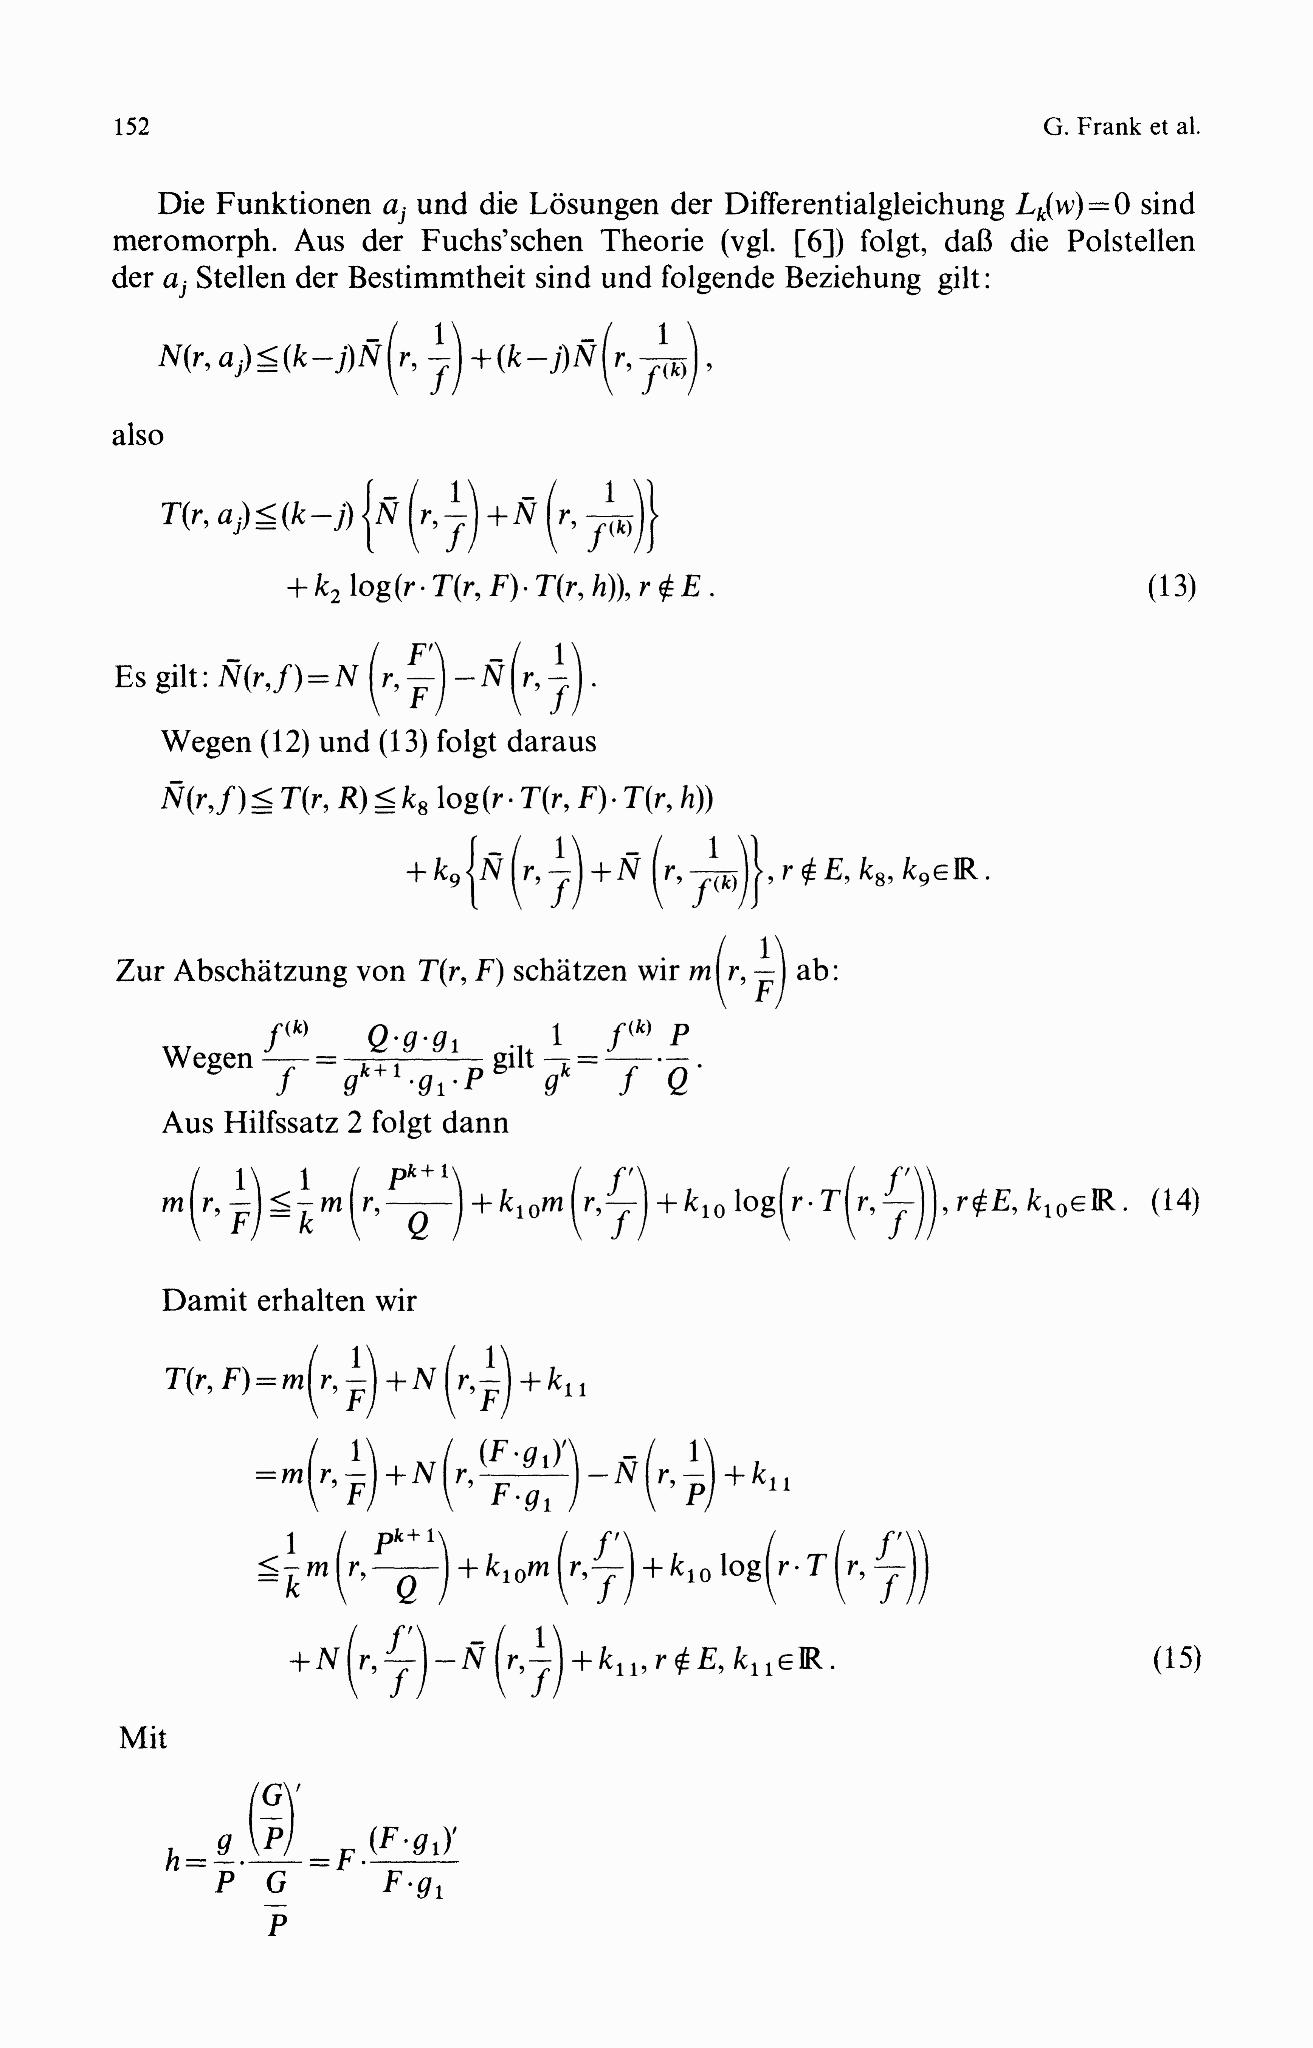 152 G. Frank et al.
Die Funktionen $a_j$ und die Lösungen der Differentialgleichung $L_k(w)=0$ sind
meromorph. Aus der Fuchs'schen Theorie (vgl. [6]) folgt, daß die Polstellen
der $a_j$ Stellen der Bestimmtheit sind und folgende Beziehung gilt:
$N(r, a_j) \leqq (k-j)\bar{N}\left(r, \frac{1}{f}\right) + (k-j)\bar{N}\left(r, \frac{1}{f^{(k)}}\right),$
also
$T(r, a_j) \leqq (k-j)\left\{\bar{N}\left(r, \frac{1}{f}\right) + \bar{N}\left(r, \frac{1}{f^{(k)}}\right)\right\}$
$+ k_2 \log(r \cdot T(r, F) \cdot T(r, h)), r \notin E.$ (13)
Es gilt: $\bar{N}(r, f) = N\left(r, \frac{F'}{F}\right) - \bar{N}\left(r, \frac{1}{f}\right).$
Wegen (12) und (13) folgt daraus
$\bar{N}(r, f) \leqq T(r, R) \leqq k_8 \log(r \cdot T(r, F) \cdot T(r, h))$
$+ k_9\left\{\bar{N}\left(r, \frac{1}{f}\right) + \bar{N}\left(r, \frac{1}{f^{(k)}}\right)\right\}, r \notin E, k_8, k_9 \in \mathbb{R}.$
Zur Abschätzung von $T(r, F)$ schätzen wir $m\left(r, \frac{1}{F}\right)$ ab:
Wegen $\frac{f^{(k)}}{f} = \frac{Q \cdot g \cdot g_1}{g^{k+1} \cdot g_1 \cdot P}$ gilt $\frac{1}{g^k} = \frac{f^{(k)}}{f} \cdot \frac{P}{Q}.$
Aus Hilfssatz 2 folgt dann
$m\left(r, \frac{1}{F}\right) \leqq \frac{1}{k} m\left(r, \frac{P^{k+1}}{Q}\right) + k_{10} m\left(r, \frac{f'}{f}\right) + k_{10} \log\left(r \cdot T\left(r, \frac{f'}{f}\right)\right), r \notin E, k_{10} \in \mathbb{R}.$ (14)
Damit erhalten wir
$T(r, F) = m\left(r, \frac{1}{F}\right) + N\left(r, \frac{1}{F}\right) + k_{11}$
$= m\left(r, \frac{1}{F}\right) + N\left(r, \frac{(F \cdot g_1)'}{F \cdot g_1}\right) - \bar{N}\left(r, \frac{1}{P}\right) + k_{11}$
$\leqq \frac{1}{k} m\left(r, \frac{P^{k+1}}{Q}\right) + k_{10} m\left(r, \frac{f'}{f}\right) + k_{10} \log\left(r \cdot T\left(r, \frac{f'}{f}\right)\right)$
$+ N\left(r, \frac{f'}{f}\right) - \bar{N}\left(r, \frac{1}{f}\right) + k_{11}, r \notin E, k_{11} \in \mathbb{R}.$ (15)
Mit
$h = \frac{g}{P} \cdot \frac{\left(\frac{G}{P}\right)'}{\frac{G}{P}} = F \cdot \frac{(F \cdot g_1)'}{F \cdot g_1}$